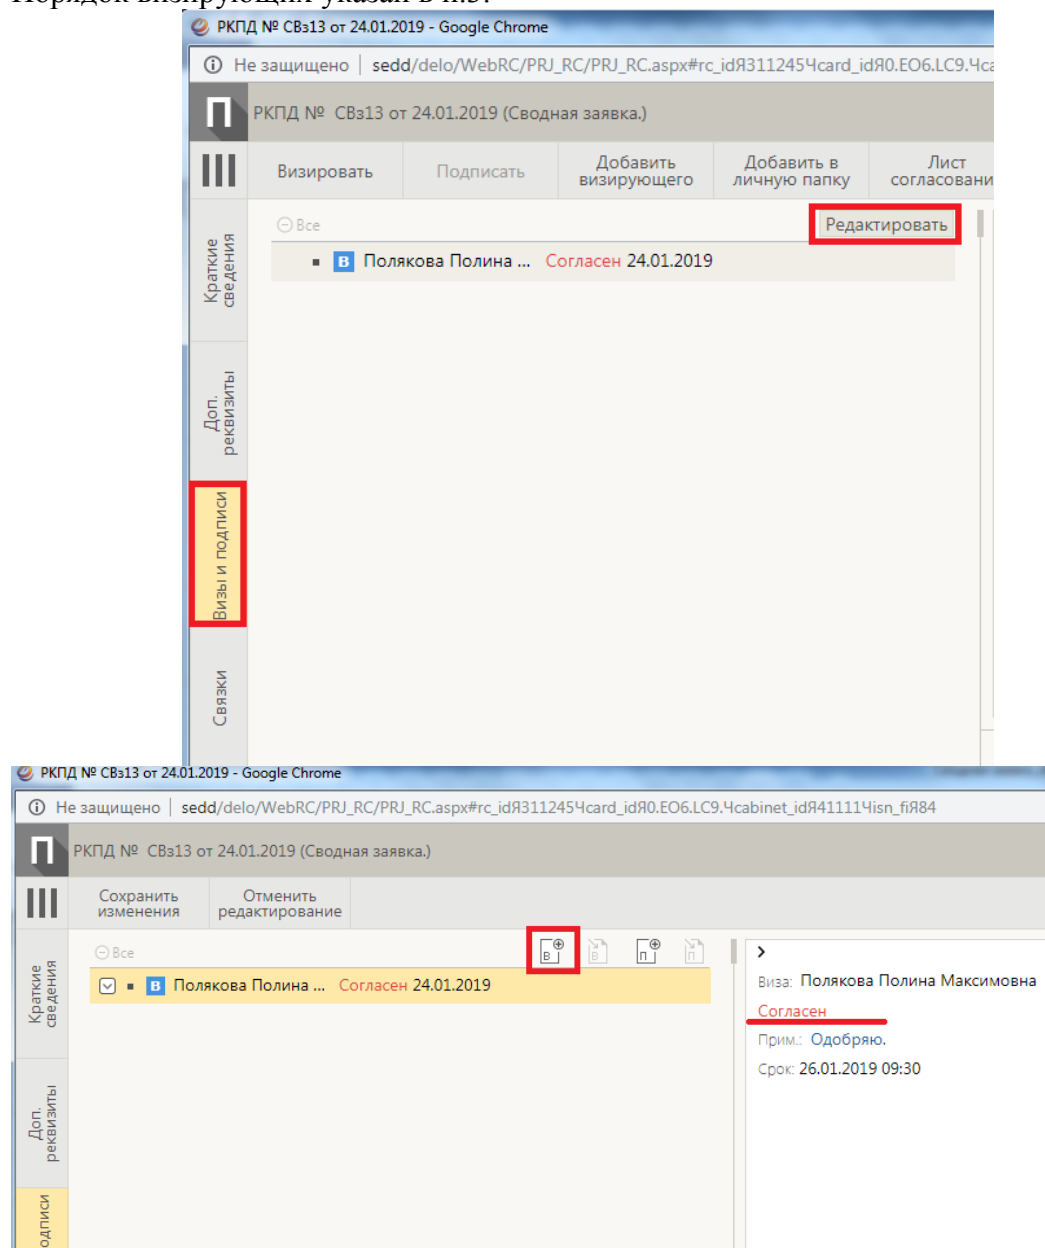 Порядок визирующих указан в п.5.
РКПД № СВз13 от 24.01.2019 - Google Chrome
Не защищено | sedd/delo/WebRC/PRJ_RC/PRJ_RC.aspx#rc_idЯ311245Чcard_idЯ0.EO6.LC9.Чca
П
РКПД № СВз13 от 24.01.2019 (Сводная заявка.)
Визировать
Подписать
Добавить визирующего
Добавить в личную папку
Лист согласовани
Все
Редактировать
В Полякова Полина ... Согласен 24.01.2019
Краткие сведения
Доп. реквизиты
Визы и подписи
Связки
РКПД № СВз13 от 24.01.2019 - Google Chrome
Не защищено | sedd/delo/WebRC/PRJ_RC/PRJ_RC.aspx#rc_idЯ311245Чcard_idЯ0.EO6.LC9.Чcabinet_idЯ41111Чisn_fiЯ84
П
РКПД № СВз13 от 24.01.2019 (Сводная заявка.)
Сохранить изменения
Отменить редактирование
Все
В
В
П
П
В Полякова Полина ... Согласен 24.01.2019
Виза: Полякова Полина Максимовна
Согласен
Прим.: Одобряю.
Срок: 26.01.2019 09:30
Краткие сведения
Доп. реквизиты
одписи